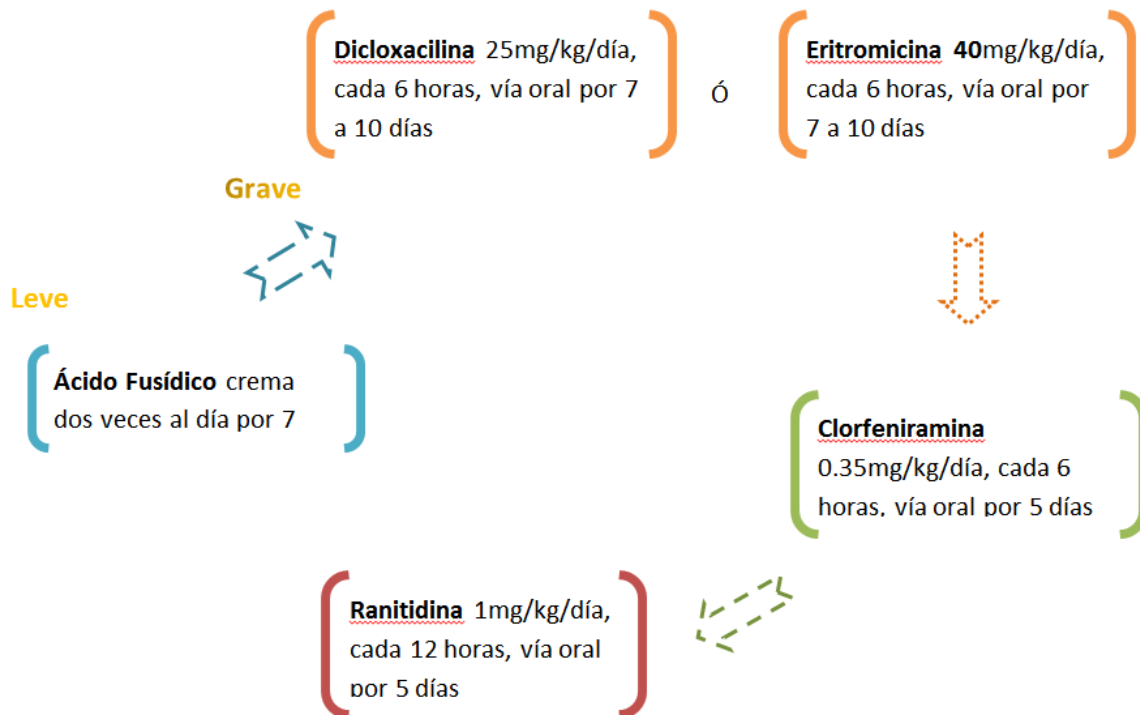 Dicloxacilina 25mg/kg/día,
cada 6 horas, vía oral por 7
a 10 días
Ó
Eritromicina 40mg/kg/día,
cada 6 horas, vía oral por
7 a 10 días
Grave
Leve
Ácido Fusídico crema
dos veces al día por 7
Clorfeniramina
0.35mg/kg/día, cada 6
horas, vía oral por 5 días
Ranitidina 1mg/kg/día,
cada 12 horas, vía oral
por 5 días